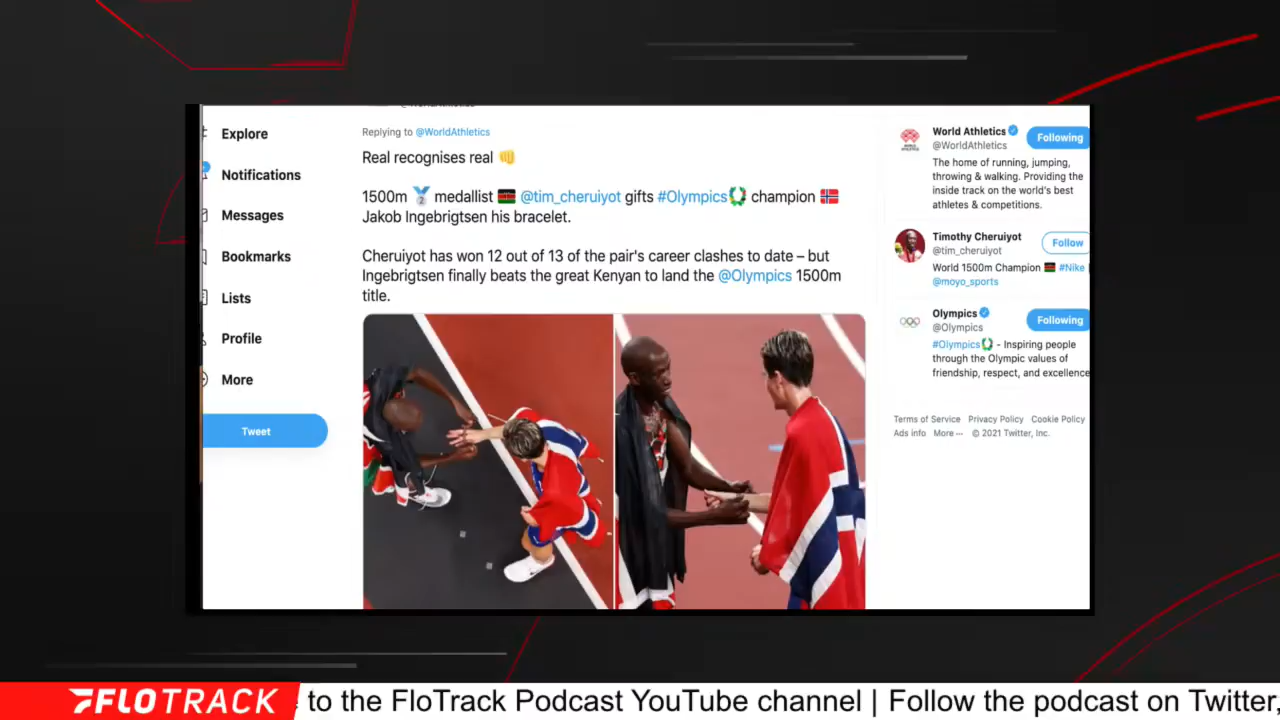 Explore
Notifications
Messages
Bookmarks
Lists
Profile
More
Tweet
Replying to @WorldAthletics
Real recognises real 👊
1500m 🥈 medallist 🇰🇪 @tim_cheruiyot gifts #Olympics champion 🇳🇴
Jakob Ingebrigtsen his bracelet.
Cheruiyot has won 12 out of 13 of the pair's career clashes to date – but
Ingebrigtsen finally beats the great Kenyan to land the @Olympics 1500m
title.
World Athletics
@WorldAthletics
Following
The home of running, jumping,
throwing & walking. Providing the
inside track on the world's best
athletes & competitions.
Timothy Cheruiyot
@tim_cheruiyot
Follow
World 1500m Champion 🇰🇪 #Nike |
@moyo_sports
Olympics
@Olympics
Following
#Olympics - Inspiring people
through the Olympic values of
friendship, respect, and excellence
Terms of Service Privacy Policy Cookie Policy
Ads info More ··· © 2021 Twitter, Inc.
FLOTRACK
to the FloTrack Podcast YouTube channel | Follow the podcast on Twitter,